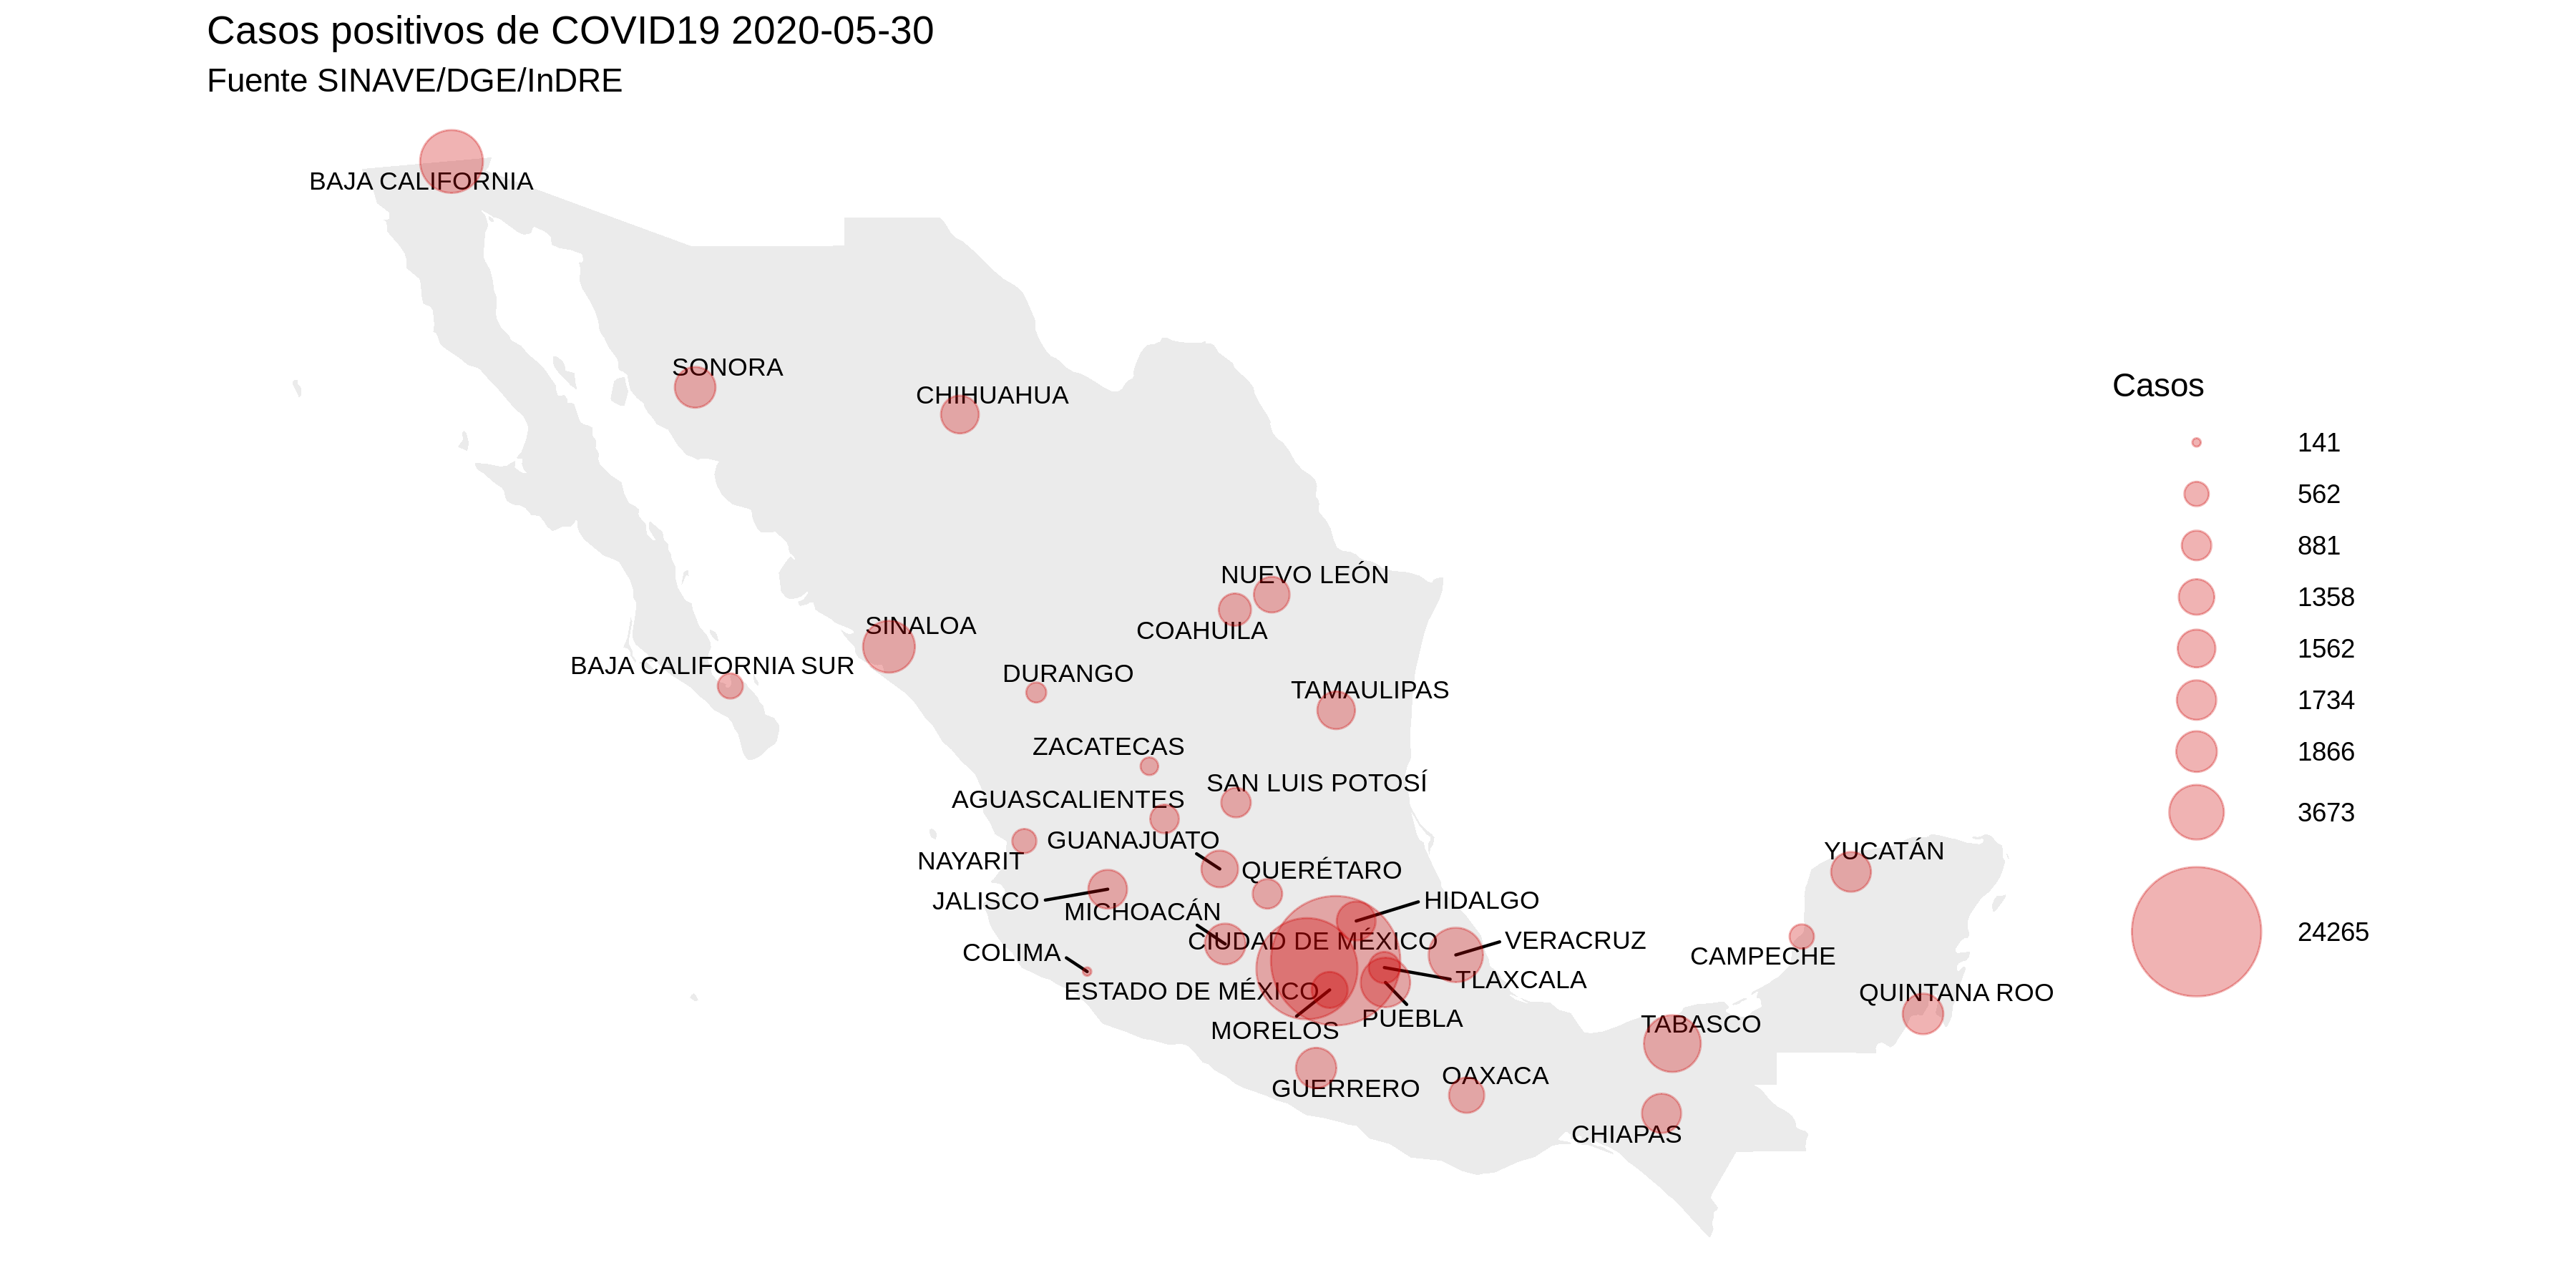 Casos positivos de COVID19 2020-05-30
Fuente SINAVE/DGE/InDRE
BAJA CALIFORNIA
SONORA
CHIHUAHUA
NUEVO LEÓN
COAHUILA
SINALOA
BAJA CALIFORNIA SUR
DURANGO
TAMAULIPAS
ZACATECAS
SAN LUIS POTOSÍ
AGUASCALIENTES
GUANAJUATO
NAYARIT
QUERÉTARO
JALISCO
MICHOACÁN
HIDALGO
CIUDAD DE MÉXICO
VERACRUZ
COLIMA
TLAXCALA
ESTADO DE MÉXICO
PUEBLA
MORELOS
GUERRERO
OAXACA
YUCATÁN
CAMPECHE
QUINTANA ROO
TABASCO
CHIAPAS
Casos
141
562
881
1358
1562
1734
1866
3673
24265